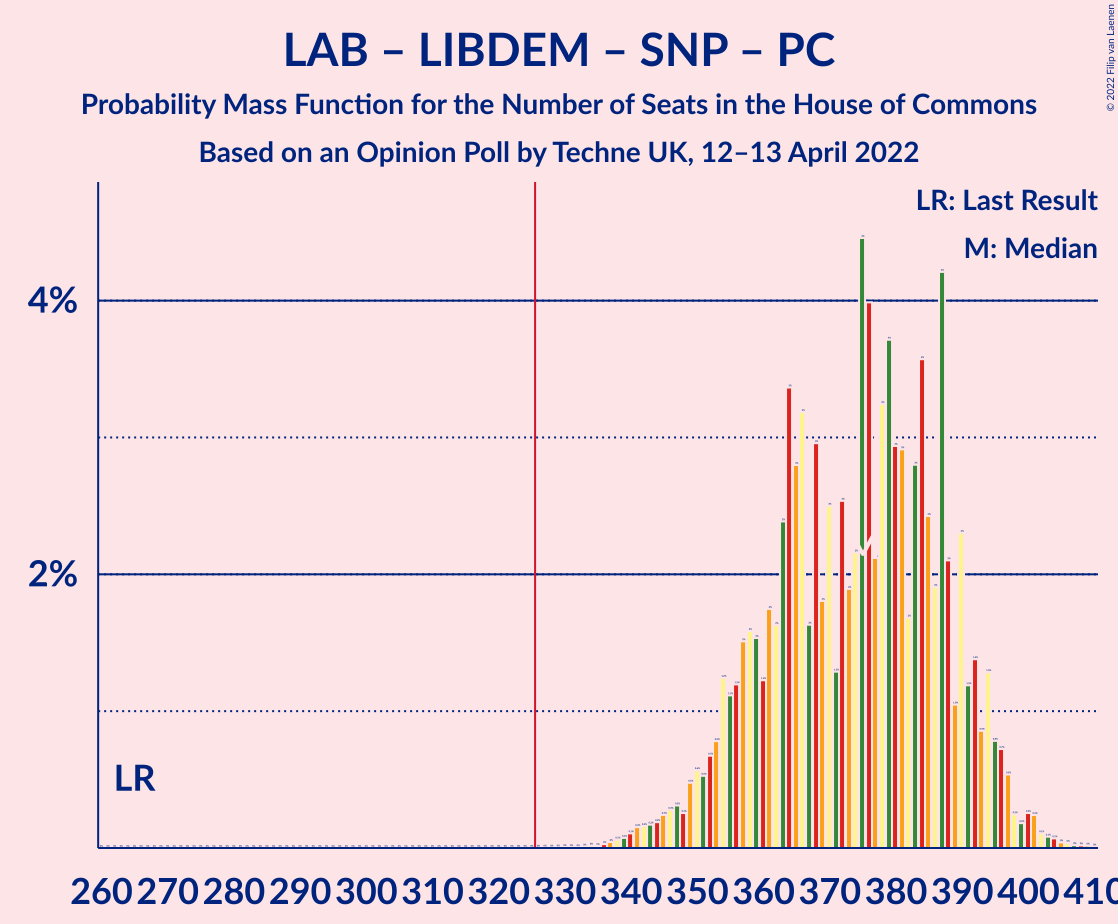 LAB – LIBDEM – SNP – PC
Probability Mass Function for the Number of Seats in the House of Commons
Based on an Opinion Poll by Techne UK, 12–13 April 2022
© 2022 Filip van Laenen
LR: Last Result
M: Median
4%
2%
M
LR
260 270 280 290 300 310 320 330 340 350 360 370 380 390 400 410